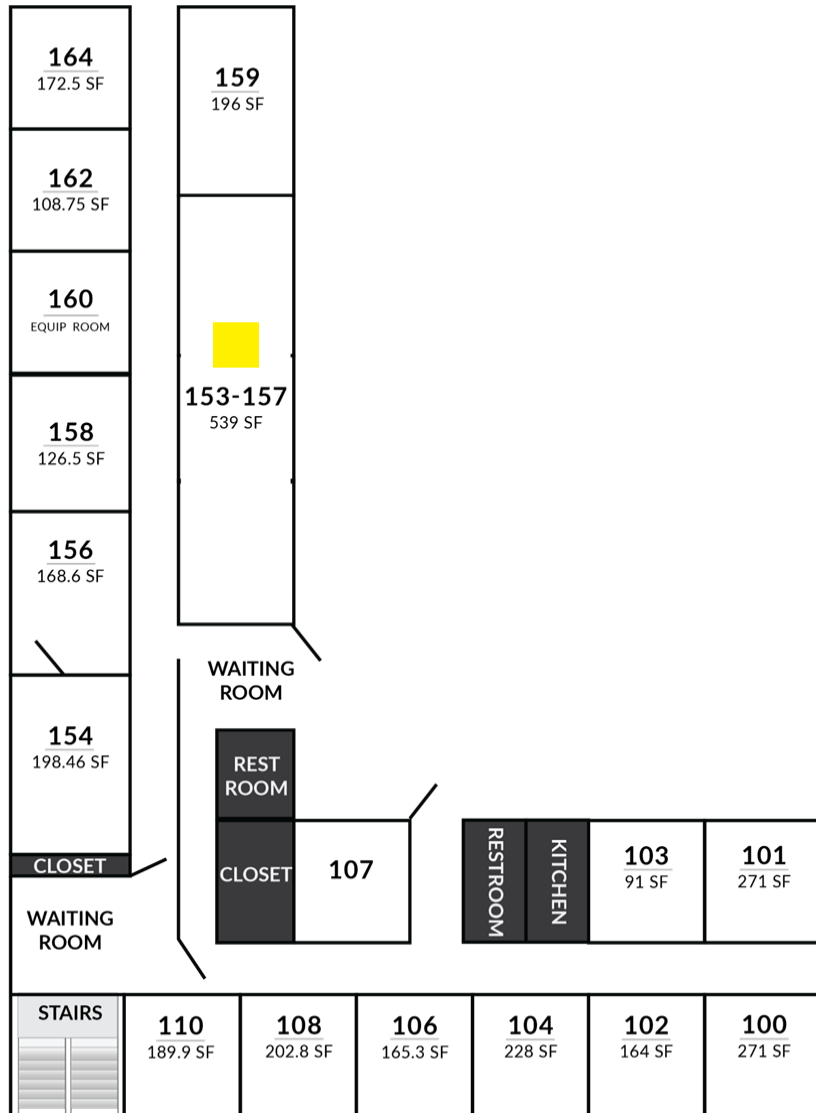 164
172.5 SF
159
196 SF
162
108.75 SF
160
EQUIP ROOM
153-157
539 SF
158
126.5 SF
156
168.6 SF
WAITING
ROOM
154
198.46 SF
REST
ROOM
CLOSET
CLOSET
107
RESTROOM
KITCHEN
103
91 SF
101
271 SF
WAITING
ROOM
STAIRS
110
189.9 SF
108
202.8 SF
106
165.3 SF
104
228 SF
102
164 SF
100
271 SF